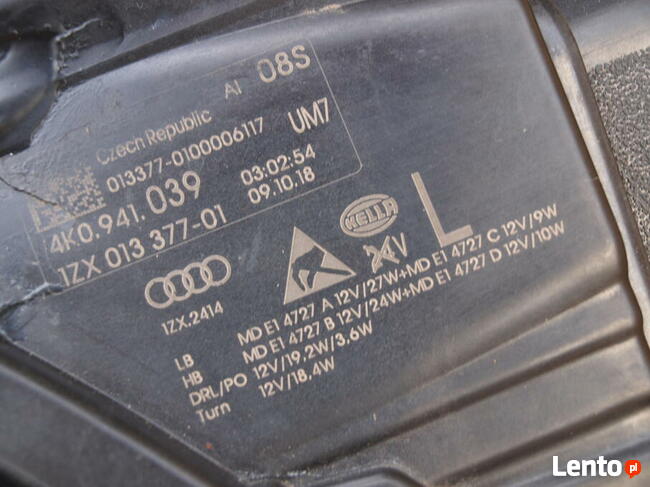 Czech Republic AI 08S
013377-0100006117 UM7
4K0.941.039 03:02:54
1ZX 013 377-01 09.10.18
HELLA
L
1ZX.2414
LB MD E1 4727 A 12V/27W+MD E1 4727 C 12V/9W
HB MD E1 4727 B 12V/24W+MD E1 4727 D 12V/10W
DRL/PO 12V/19,2W/3,6W
Turn 12V/18,4W
Lento.pl